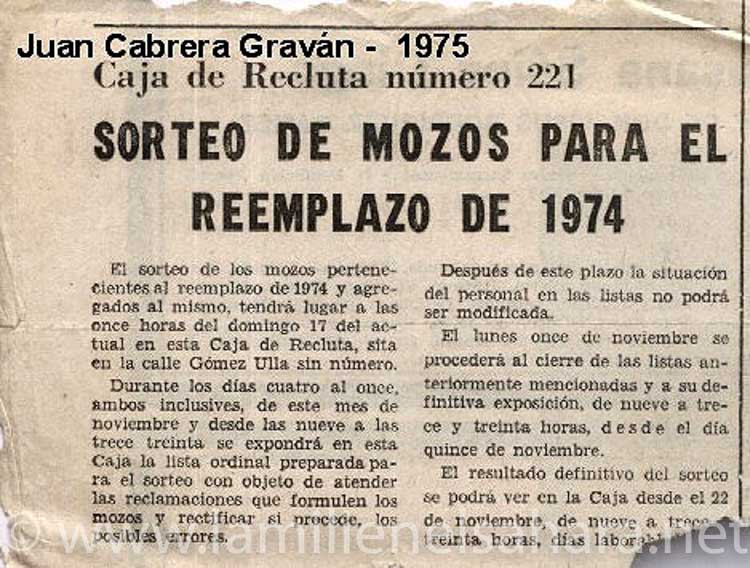 Juan Cabrera Graván - 1975
Caja de Recluta número 221
SORTEO DE MOZOS PARA EL
REEMPLAZO DE 1974
El sorteo de los mozos pertene-
cientes al reemplazo de 1974 y agre-
gados al mismo, tendrá lugar a las
once horas del domingo 17 del ac-
tual en esta Caja de Recluta, sita
en la calle Gómez Ulla sin número.
Durante los días cuatro al once,
ambos inclusives, de este mes de
noviembre y desde las nueve a las
trece treinta se expondrá en esta
Caja la lista ordinal preparada pa-
ra el sorteo con objeto de atender
las reclamaciones que formulen los
mozos y rectificar si procede, los
posibles errores.
Después de este plazo la situación
del personal en las listas no podrá
ser modificada.
El lunes once de noviembre se
procederá al cierre de las listas an-
teriormente mencionadas y a su de-
finitiva exposición, de nueve a tre-
ce y treinta horas, desde el día
quince de noviembre.
El resultado definitivo del sorteo
se podrá ver en la Caja desde el 22
de noviembre, de nueve a trece
treinta horas, días
© www.lamilienelsahara.net